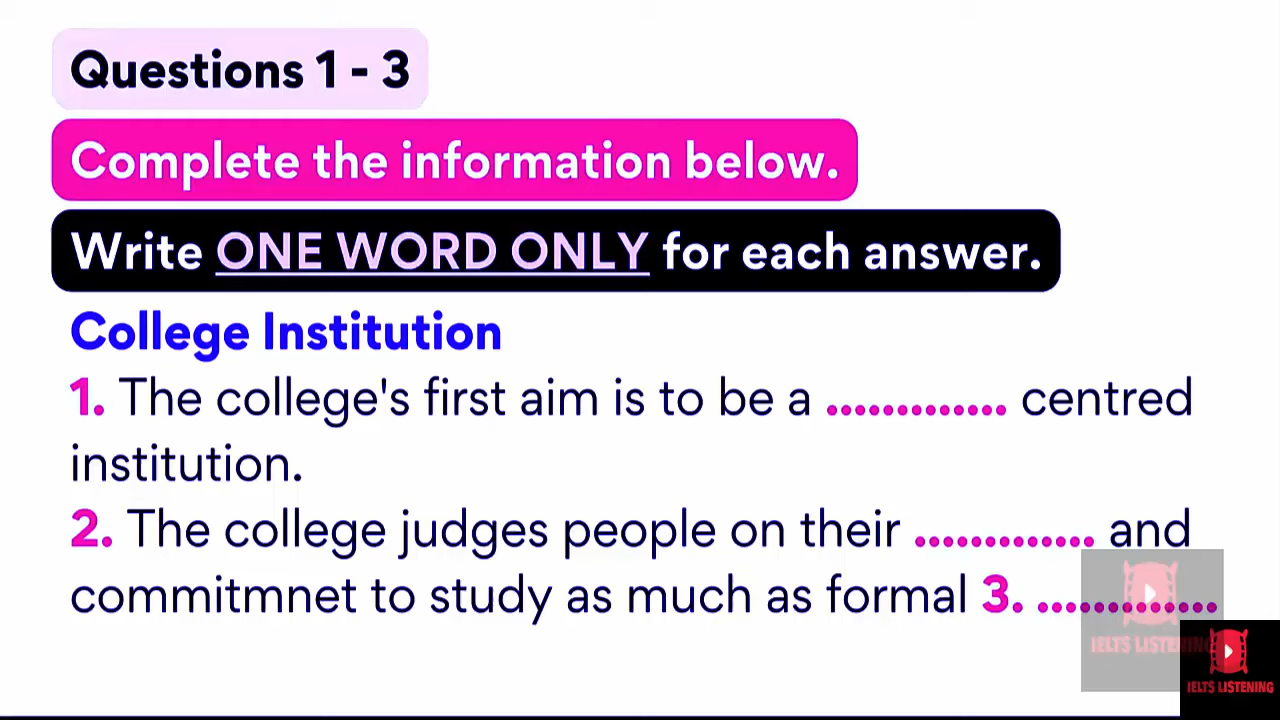 Questions 1 - 3
Complete the information below.
Write ONE WORD ONLY for each answer.
College Institution
1. The college's first aim is to be a ............. centred
institution.
2. The college judges people on their ............. and
commitmnet to study as much as formal 3. .............
IELTS LISTENING
IELTS LISTENING